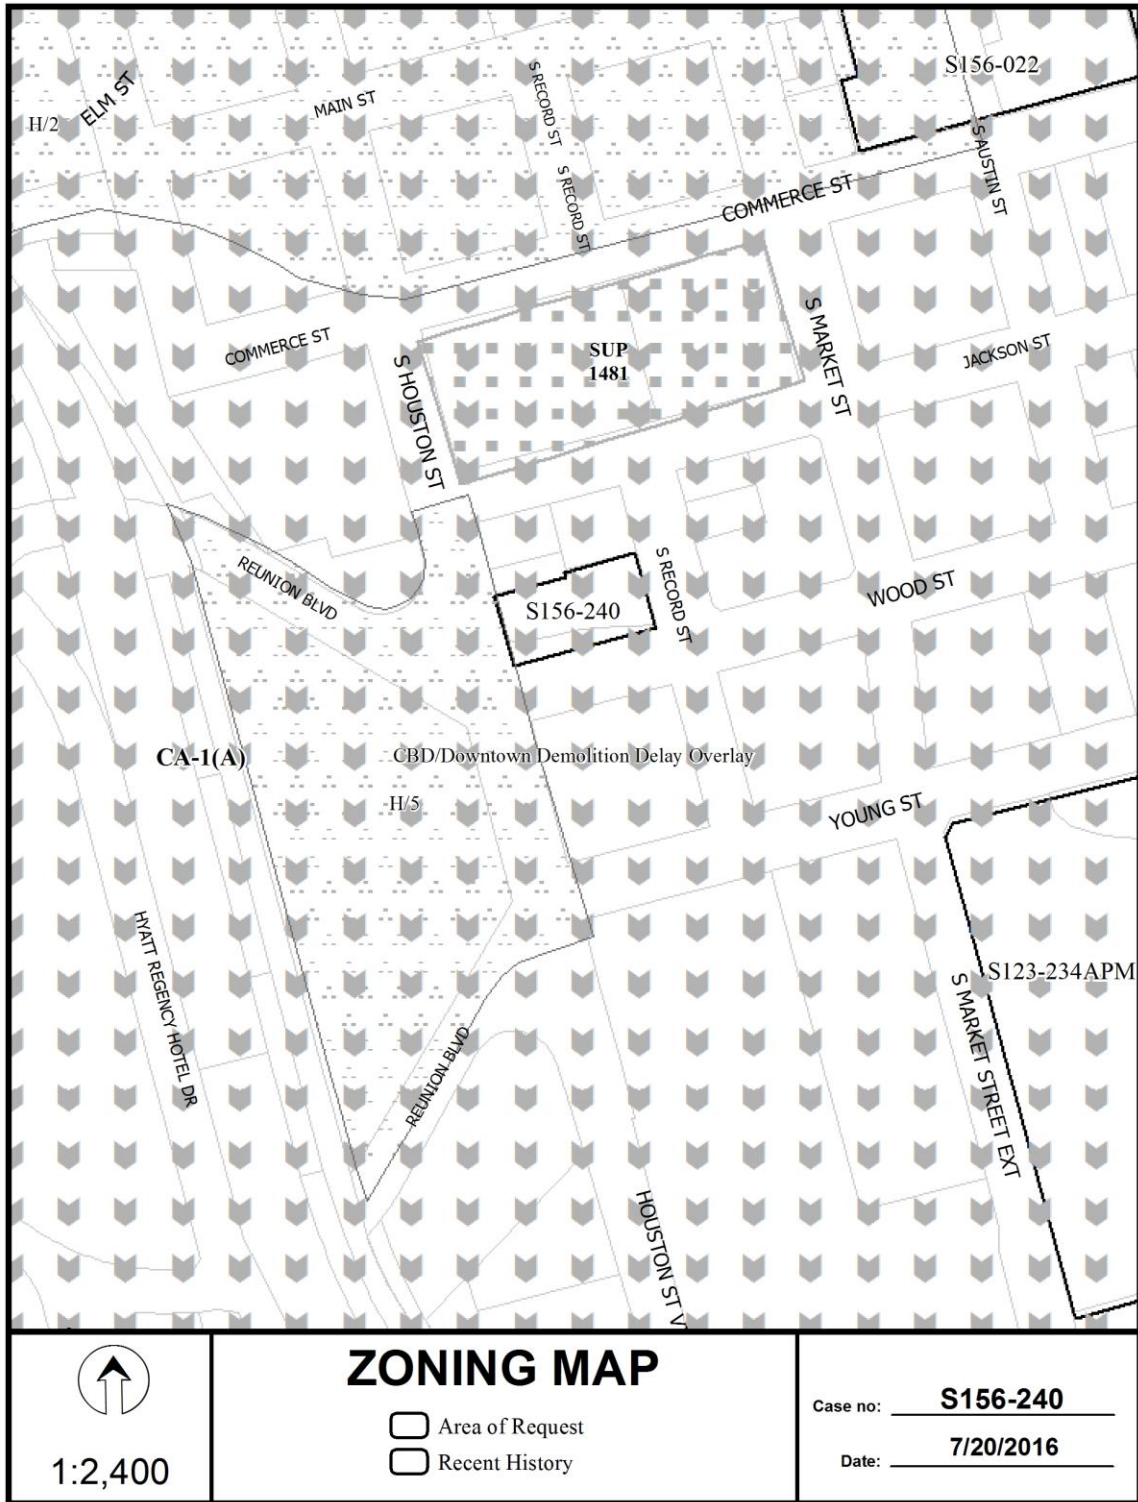 S156-022
ELM ST
MAIN ST
S RECORD ST
H/2
S RECORD ST
S AUSTIN ST
COMMERCE ST
COMMERCE ST
S HOUSTON ST
SUP
1481
S MARKET ST
JACKSON ST
REUNION BLVD
S156-240
S RECORD ST
WOOD ST
CA-1(A)
CBD/Downtown Demolition Delay Overlay
H/5
YOUNG ST
HYATT REGENCY HOTEL DR
S123-234APM
S MARKET STREET EXT
REUNION BLVD
HOUSTON ST V
1:2,400
ZONING MAP
Area of Request
Recent History
Case no: S156-240
Date: 7/20/2016